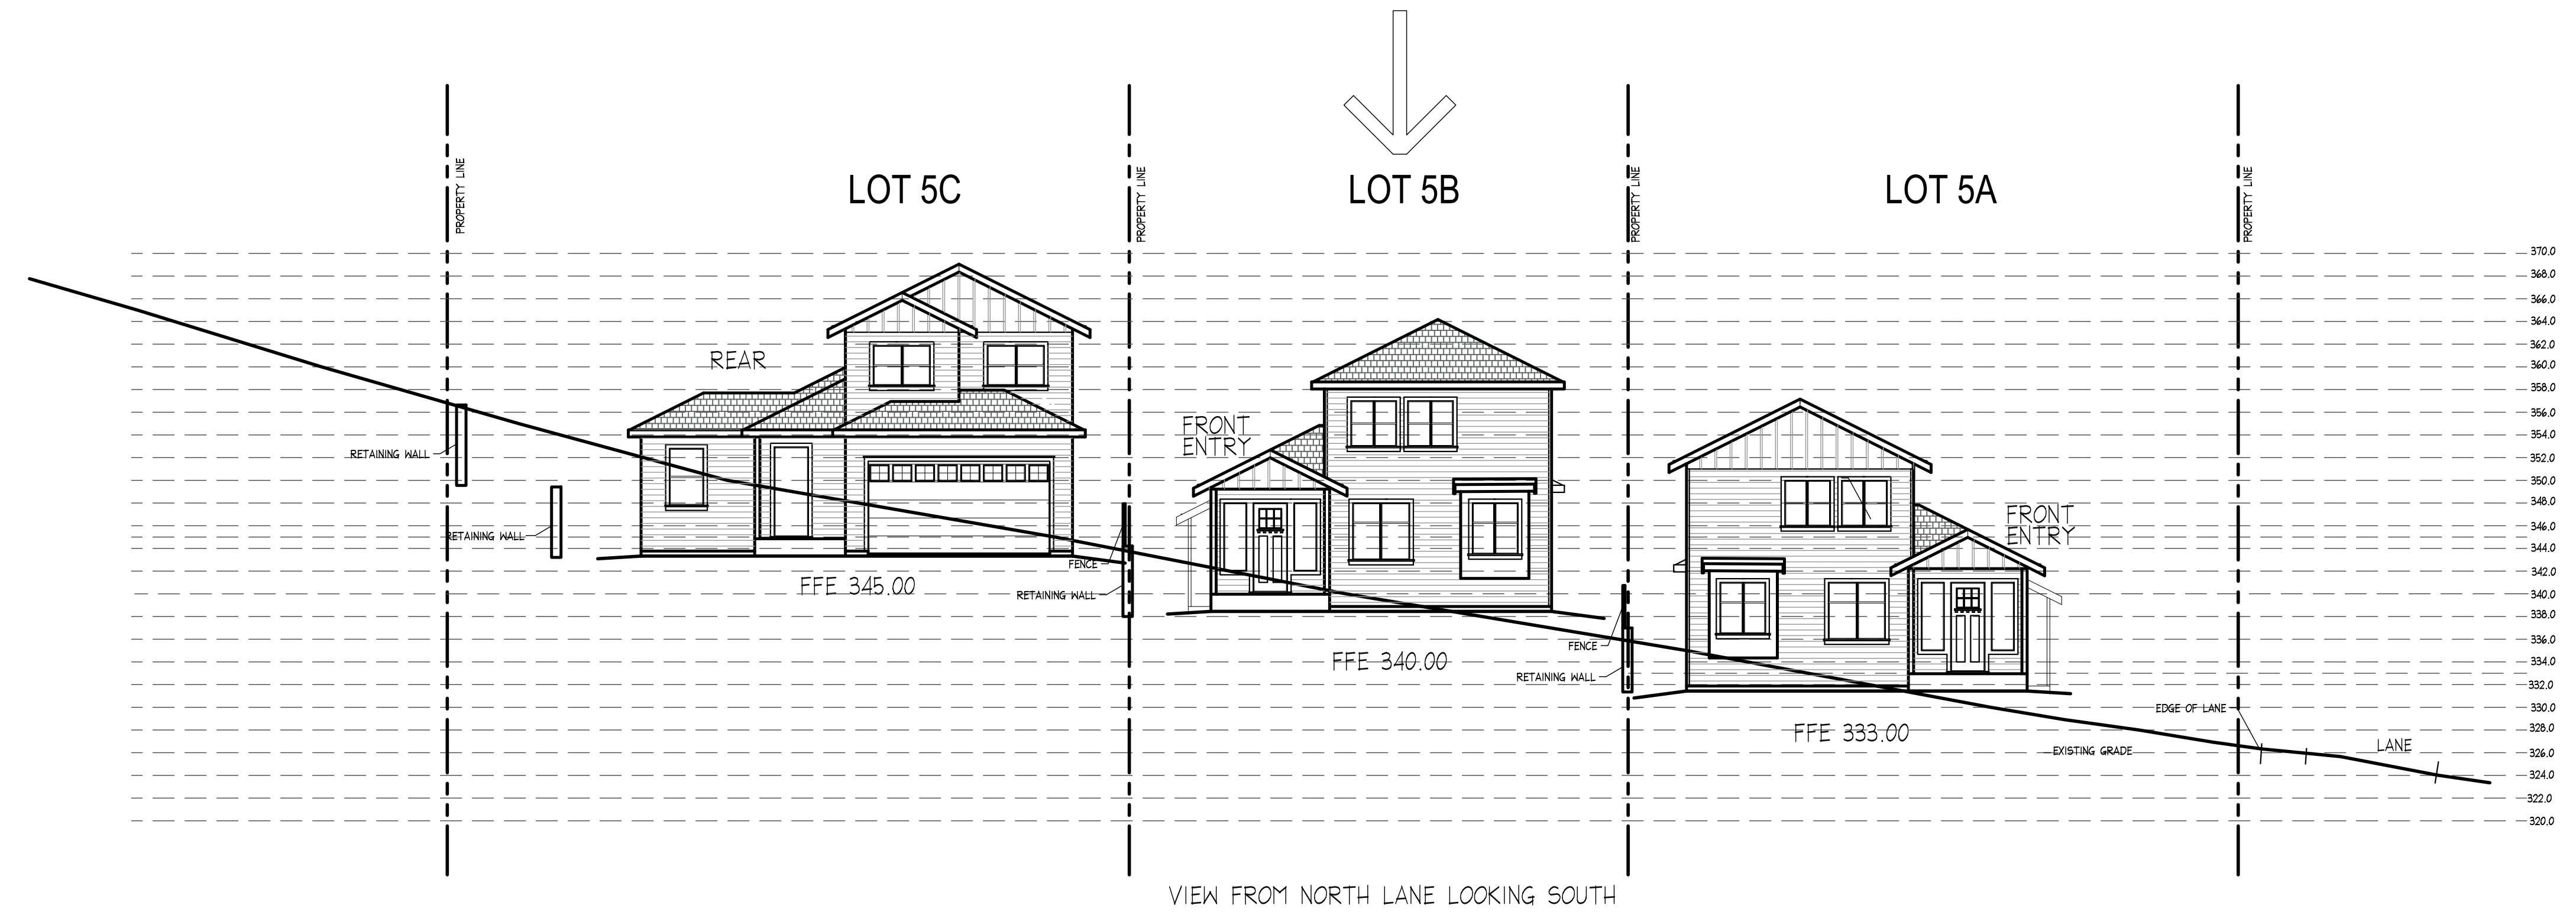 LOT 5C
LOT 5B
LOT 5A
PROPERTY LINE
PROPERTY LINE
PROPERTY LINE
PROPERTY LINE
370.0
368.0
366.0
364.0
362.0
360.0
358.0
356.0
354.0
352.0
350.0
348.0
346.0
344.0
342.0
340.0
338.0
336.0
334.0
332.0
330.0
328.0
326.0
324.0
322.0
320.0
REAR
FRONT
ENTRY
FRONT
ENTRY
RETAINING WALL
RETAINING WALL
FENCE
RETAINING WALL
FENCE
RETAINING WALL
FFE 345.00
FFE 340.00
FFE 333.00
EDGE OF LANE
EXISTING GRADE
LANE
VIEW FROM NORTH LANE LOOKING SOUTH